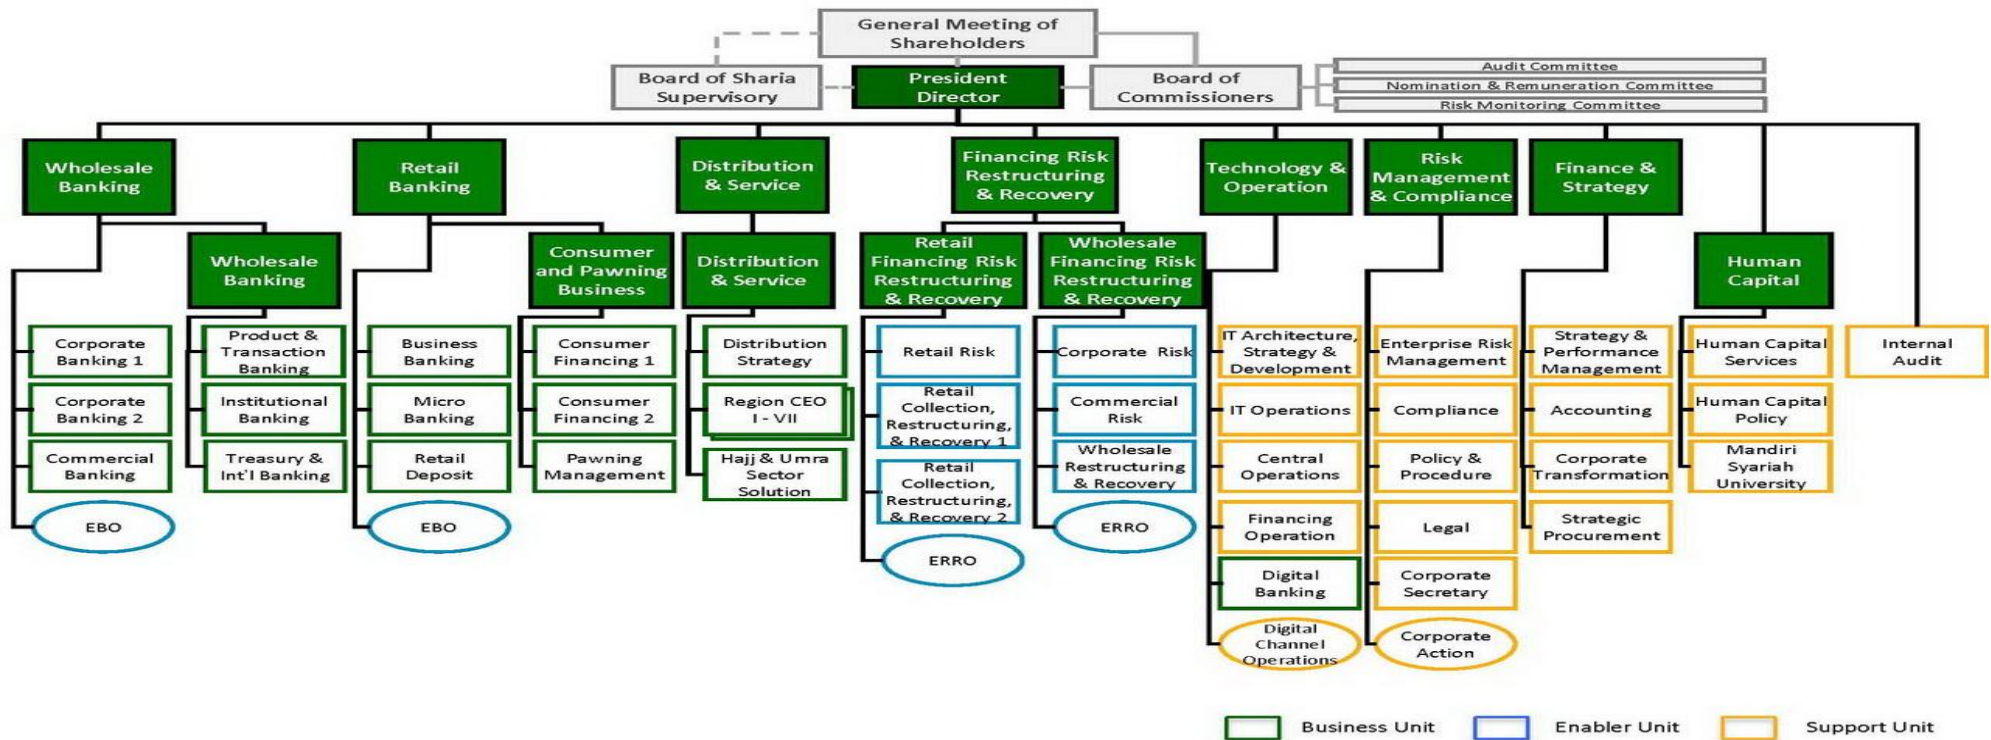 General Meeting of
Shareholders
Board of Sharia
Supervisory
President
Director
Board of
Commissioners
Audit Committee
Nomination & Remuneration Committee
Risk Monitoring Committee
Wholesale
Banking
Retail
Banking
Distribution
& Service
Financing Risk
Restructuring
& Recovery
Technology &
Operation
Risk
Management
& Compliance
Finance &
Strategy
Wholesale
Banking
Consumer
and Pawning
Business
Distribution
& Service
Retail
Financing Risk
Restructuring
& Recovery
Wholesale
Financing Risk
Restructuring
& Recovery
Human
Capital
Corporate
Banking 1
Product &
Transaction
Banking
Business
Banking
Consumer
Financing 1
Distribution
Strategy
Retail Risk
Corporate Risk
IT Architecture,
Strategy &
Development
Enterprise Risk
Management
Strategy &
Performance
Management
Human Capital
Services
Internal
Audit
Corporate
Banking 2
Institutional
Banking
Micro
Banking
Consumer
Financing 2
Region CEO
I - VII
Retail
Collection,
Restructuring,
& Recovery 1
Commercial
Risk
IT Operations
Compliance
Accounting
Human Capital
Policy
Commercial
Banking
Treasury &
Int'l Banking
Retail
Deposit
Pawning
Management
Hajj & Umra
Sector
Solution
Retail
Collection,
Restructuring,
& Recovery 2
Wholesale
Restructuring
& Recovery
Central
Operations
Policy &
Procedure
Corporate
Transformation
Mandiri
Syariah
University
EBO
EBO
ERRO
ERRO
Financing
Operation
Legal
Strategic
Procurement
Digital
Banking
Corporate
Secretary
Digital
Channel
Operations
Corporate
Action
Business Unit
Enabler Unit
Support Unit